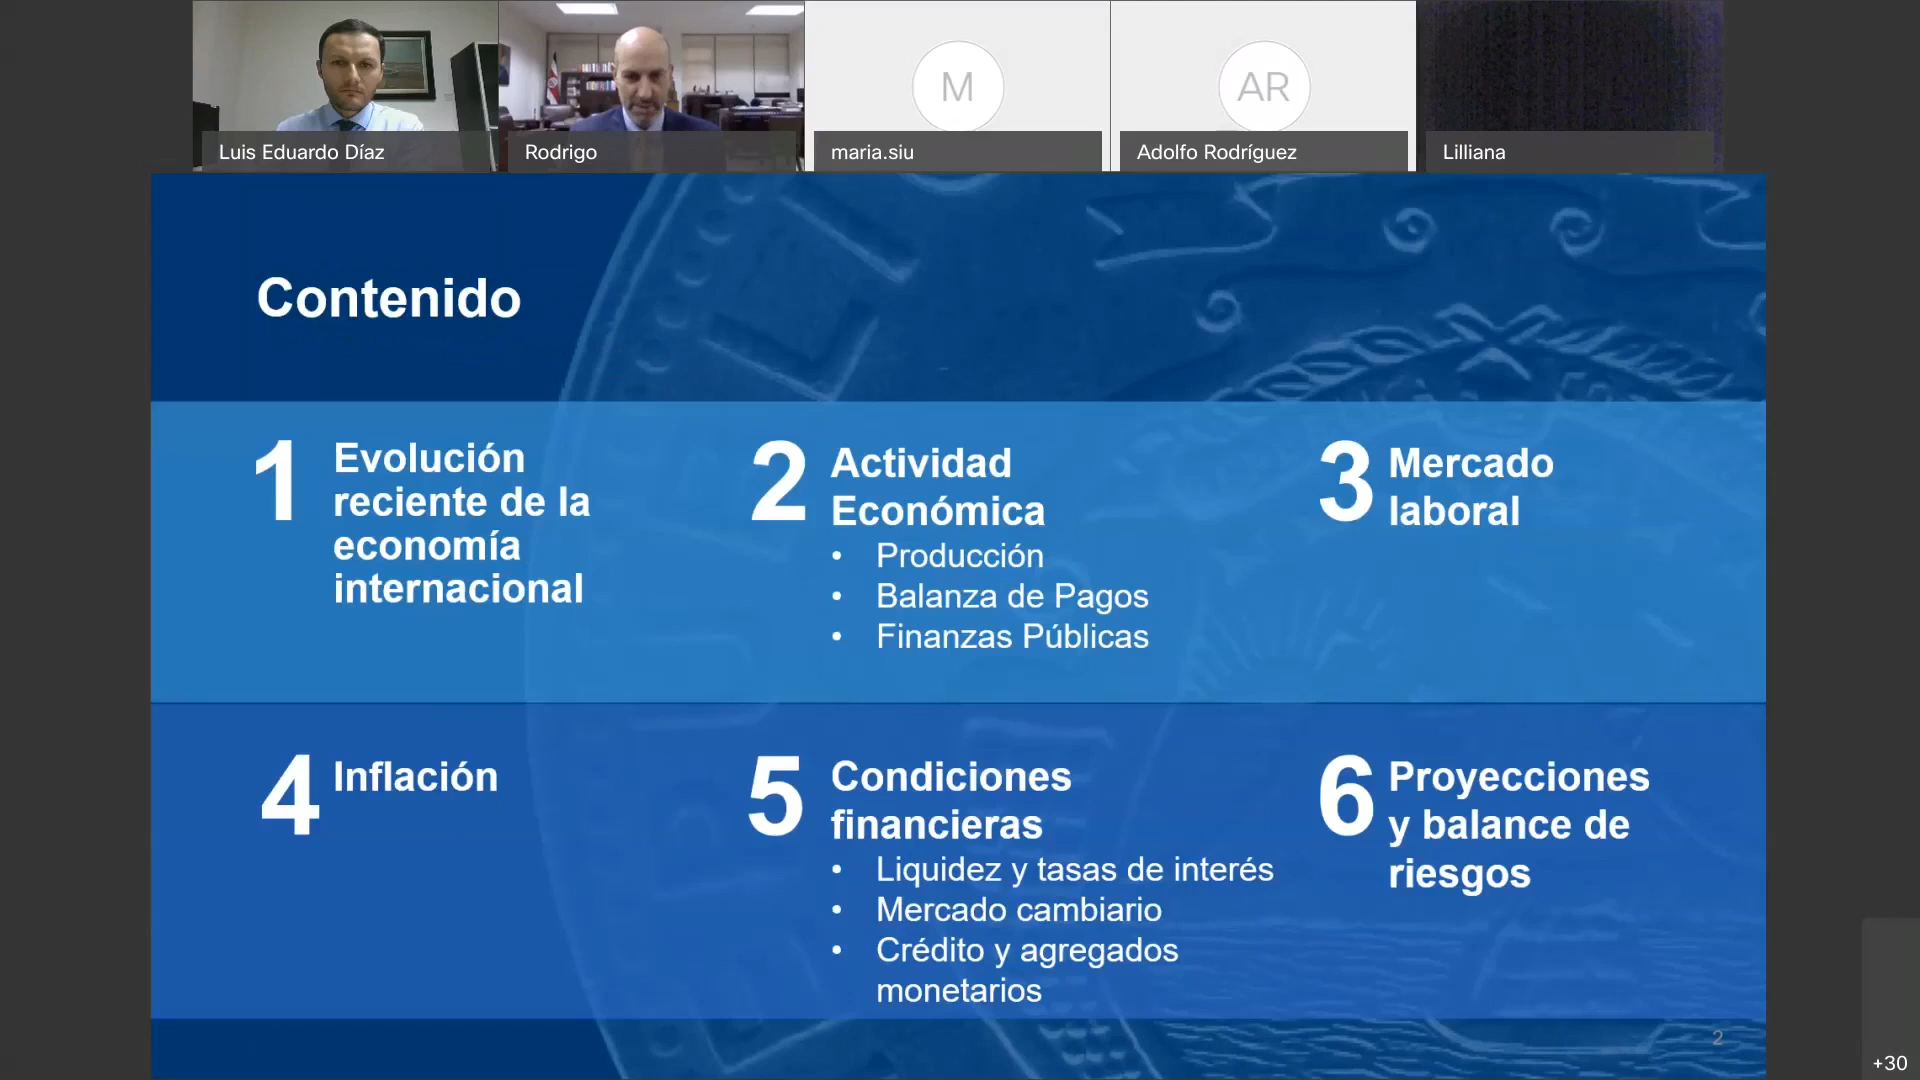 M
AR
Luis Eduardo Díaz
Rodrigo
maria.siu
Adolfo Rodríguez
Lilliana
Contenido
1
Evolución
reciente de la
economía
internacional
2
Actividad
Económica
• Producción
• Balanza de Pagos
• Finanzas Públicas
3
Mercado
laboral
4
Inflación
5
Condiciones
financieras
• Liquidez y tasas de interés
• Mercado cambiario
• Crédito y agregados
monetarios
6
Proyecciones
y balance de
riesgos
2
+30